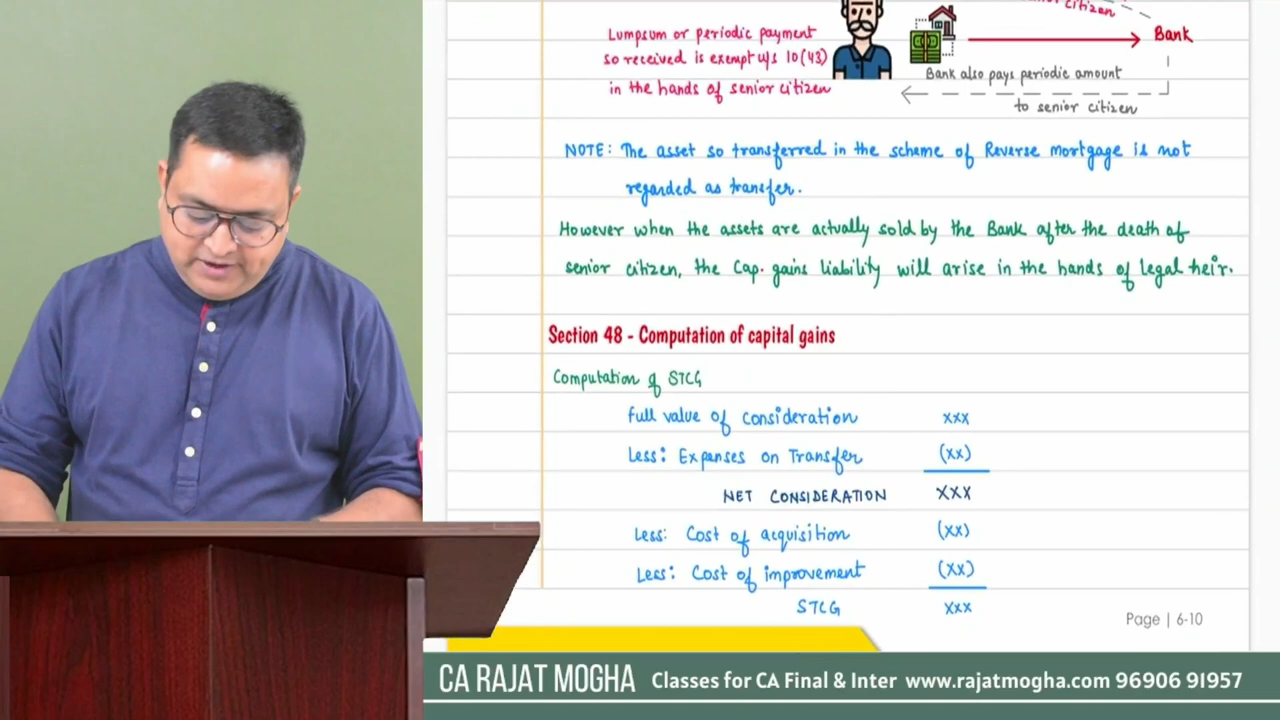 citizen
Lumpsum or periodic payment
so received is exempt u/s 10(43)
in the hands of senior citizen
Bank
Bank also pays periodic amount
to senior citizen
NOTE: The asset so transferred in the scheme of Reverse mortgage is not
regarded as transfer.
However when the assets are actually sold by the Bank after the death of
senior citizen, the Cap. gains liability will arise in the hands of legal heir.
Section 48 - Computation of capital gains
Computation of STCG
Full value of consideration xxx
Less: Expenses on Transfer (xx)
NET CONSIDERATION XXX
Less: Cost of acquisition (xx)
Less: Cost of improvement (xx)
STCG xxx
Page | 6-10
CA RAJAT MOGHA Classes for CA Final & Inter www.rajatmogha.com 96906 91957